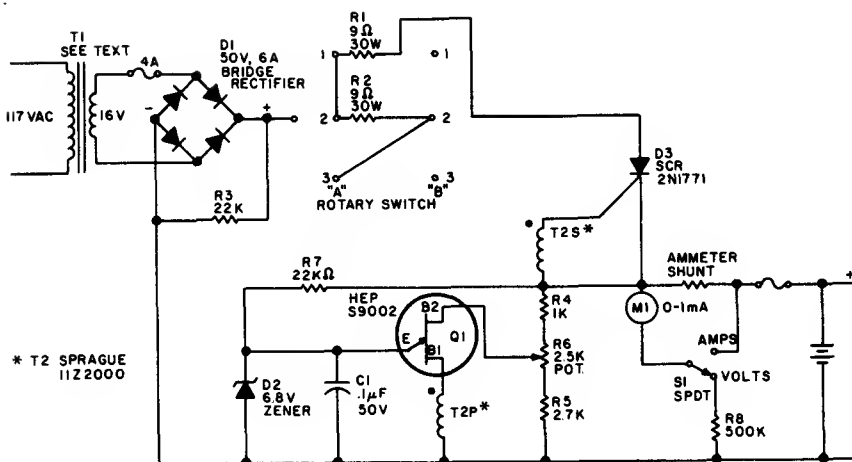 T1
SEE TEXT
4A
D1
50V, 6A
BRIDGE
RECTIFIER
117VAC
16V
-
+
R3
22K
R1
9Ω
30W
R2
9Ω
30W
1
2
3
"A"
1
2
3
"B"
ROTARY SWITCH
D3
SCR
2N1771
T2S*
R7
22KΩ
HEP
S9002
B2
E
B1
Q1
R4
1K
R6
2.5K
POT.
R5
2.7K
AMMETER
SHUNT
+
M1
0-1mA
AMPS
VOLTS
S1
SPDT
R8
500K
* T2 SPRAGUE
11Z2000
D2
6.8V
ZENER
C1
.1µF
50V
T2P*